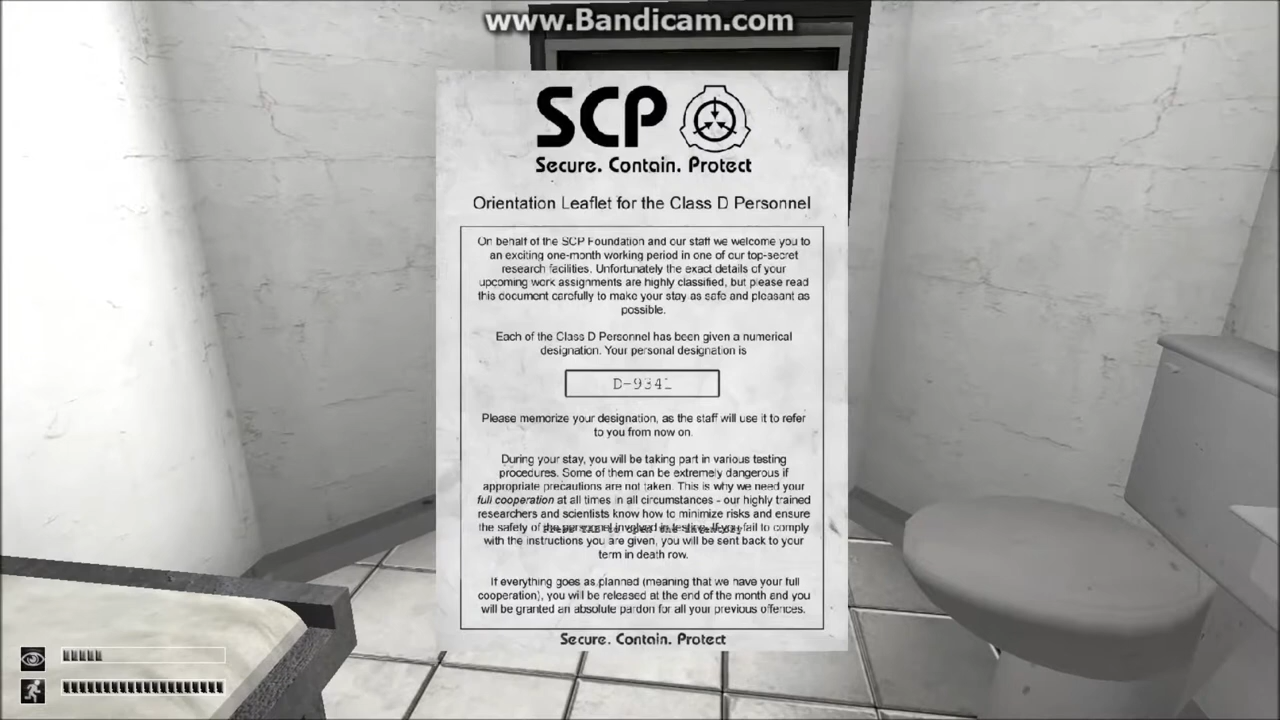 www.Bandicam.com
SCP
Secure. Contain. Protect
Orientation Leaflet for the Class D Personnel
On behalf of the SCP Foundation and our staff we welcome you to
an exciting one-month working period in one of our top-secret
research facilities. Unfortunately the exact details of your
upcoming work assignments are highly classified, but please read
this document carefully to make your stay as safe and pleasant as
possible.
Each of the Class D Personnel has been given a numerical
designation. Your personal designation is
D-9341
Please memorize your designation, as the staff will use it to refer
to you from now on.
During your stay, you will be taking part in various testing
procedures. Some of them can be extremely dangerous if
appropriate precautions are not taken. This is why we need your
full cooperation at all times in all circumstances - our highly trained
researchers and scientists know how to minimize risks and ensure
the safety of the personnel involved in testing. If you fail to comply
with the instructions you are given, you will be sent back to your
term in death row.
If everything goes as planned (meaning that we have your full
cooperation), you will be released at the end of the month and you
will be granted an absolute pardon for all your previous offences.
Secure. Contain. Protect